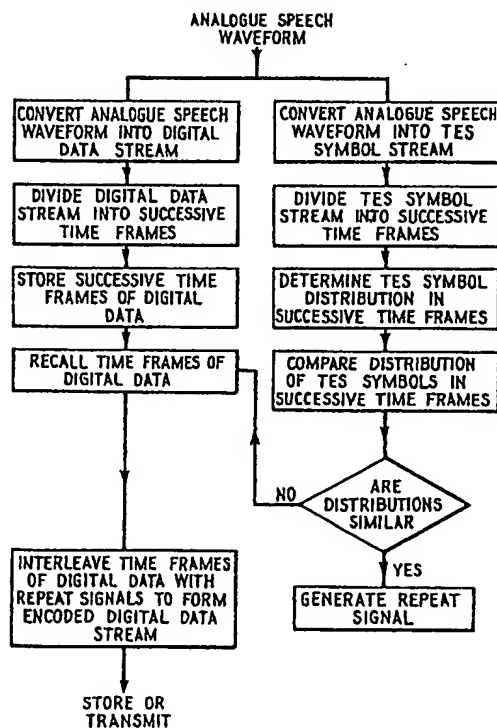 ANALOGUE SPEECH
WAVEFORM
CONVERT ANALOGUE SPEECH
WAVEFORM INTO DIGITAL
DATA STREAM
DIVIDE DIGITAL DATA
STREAM INTO SUCCESSIVE
TIME FRAMES
STORE SUCCESSIVE TIME
FRAMES OF DIGITAL
DATA
RECALL TIME FRAMES OF
DIGITAL DATA
INTERLEAVE TIME FRAMES
OF DIGITAL DATA WITH
REPEAT SIGNALS TO FORM
ENCODED DIGITAL DATA
STREAM
STORE OR
TRANSMIT
CONVERT ANALOGUE SPEECH
WAVEFORM INTO TES
SYMBOL STREAM
DIVIDE TES SYMBOL
STREAM INTO SUCCESSIVE
TIME FRAMES
DETERMINE TES SYMBOL
DISTRIBUTION IN
SUCCESSIVE TIME FRAMES
COMPARE DISTRIBUTION
OF TES SYMBOLS IN
SUCCESSIVE TIME FRAMES
ARE
DISTRIBUTIONS
SIMILAR
NO
YES
GENERATE REPEAT
SIGNAL